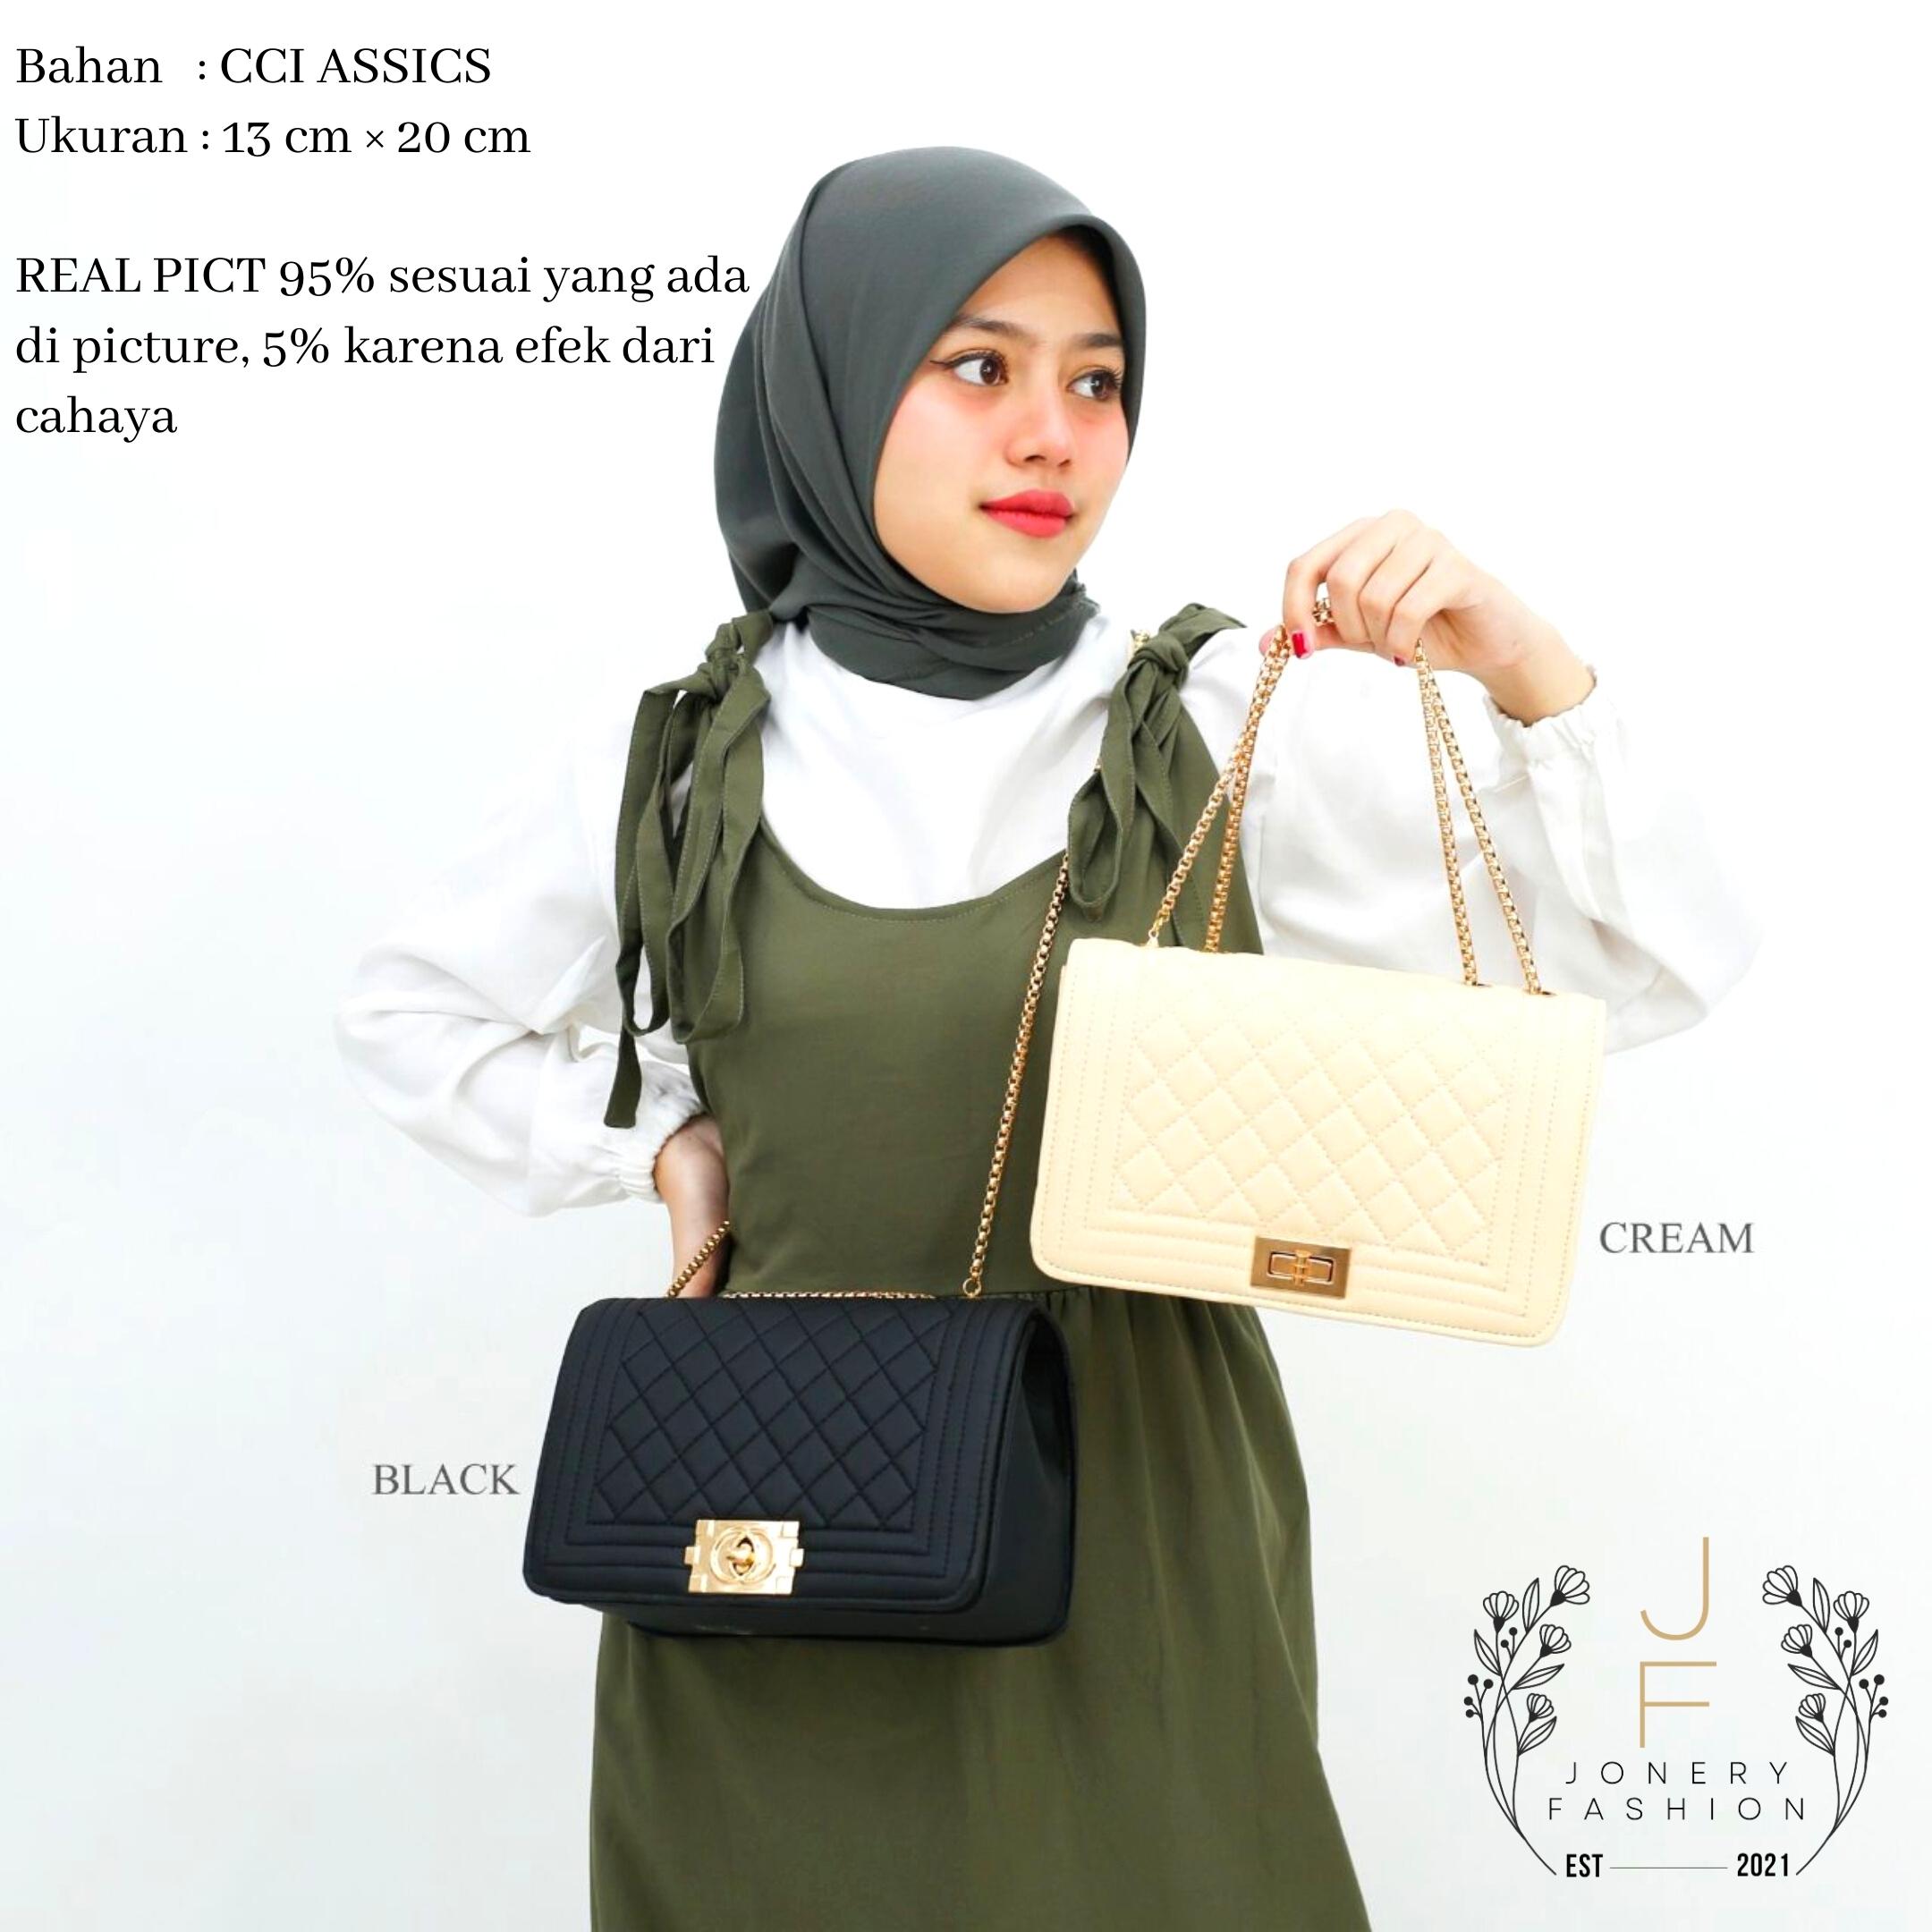 Bahan : CCI ASSICS
Ukuran : 13 cm × 20 cm
REAL PICT 95% sesuai yang ada
di picture, 5% karena efek dari
cahaya
CREAM
BLACK
J
F
JONERY
FASHION
EST 2021